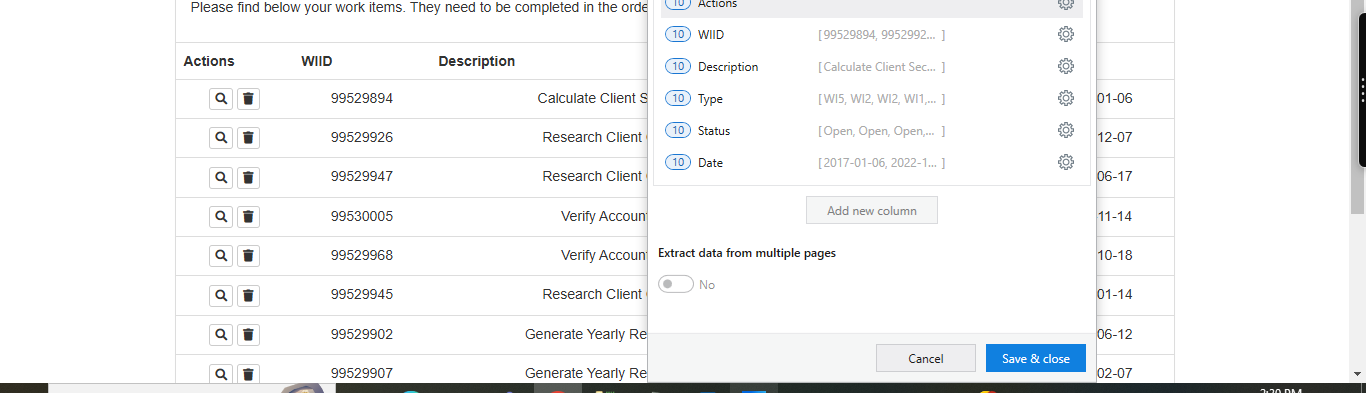 Please find below your work items. They need to be completed in the orde
Actions WIID Description
99529894 Calculate Client S 01-06
99529926 Research Client 12-07
99529947 Research Client 06-17
99530005 Verify Accoun 11-14
99529968 Verify Accoun 10-18
99529945 Research Client 01-14
99529902 Generate Yearly Re 06-12
99529907 Generate Yearly Re 02-07
10 Actions
10 WIID [ 99529894, 9952992... ]
10 Description [ Calculate Client Sec... ]
10 Type [ WI5, WI2, WI2, WI1,... ]
10 Status [ Open, Open, Open,... ]
10 Date [ 2017-01-06, 2022-1... ]
Add new column
Extract data from multiple pages
No
Cancel Save & close